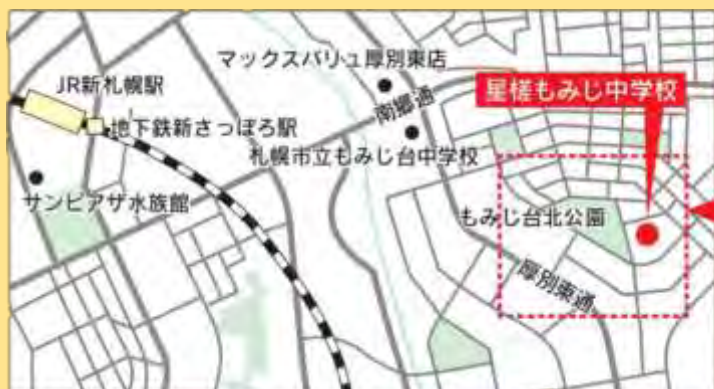 マックスバリュ厚別東店
JR新札幌駅
星槎もみじ中学校
南郷通
地下鉄新さっぽろ駅
札幌市立もみじ台中学校
サンピアザ水族館
もみじ台北公園
厚別東通